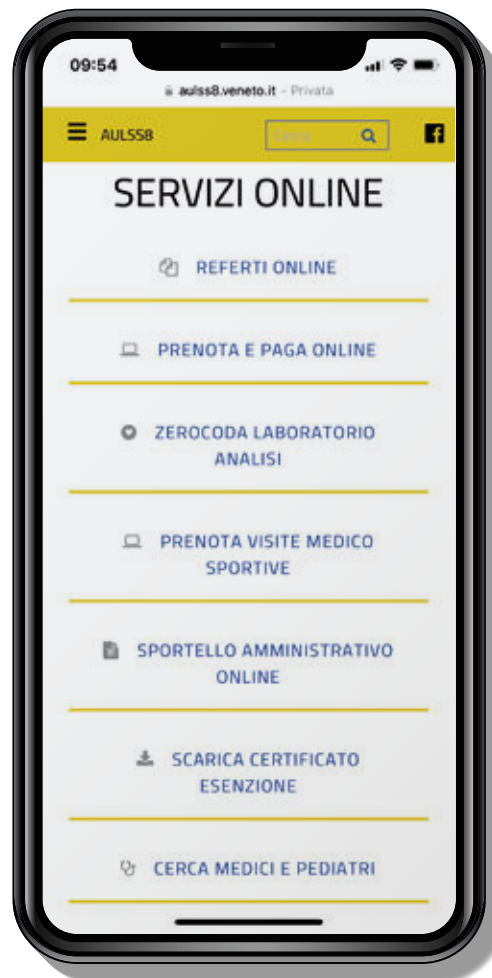 09:54
aulss8.veneto.it - Privata
AULSS8
Cerca
SERVIZI ONLINE
REFERTI ONLINE
PRENOTA E PAGA ONLINE
ZEROCODA LABORATORIO
ANALISI
PRENOTA VISITE MEDICO
SPORTIVE
SPORTELLO AMMINISTRATIVO
ONLINE
SCARICA CERTIFICATO
ESENZIONE
CERCA MEDICI E PEDIATRI